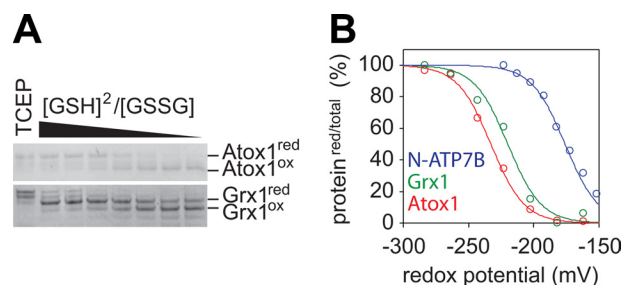 A
TCEP
[GSH]²/[GSSG]
Atox1ʳᵉᵈ
Atox1ᵒˣ
Grx1ʳᵉᵈ
Grx1ᵒˣ
B
protein ʳᵉᵈ/ᵗᵒᵗᵃˡ (%)
100
80
60
40
20
0
N-ATP7B
Grx1
Atox1
-300 -250 -200 -150
redox potential (mV)